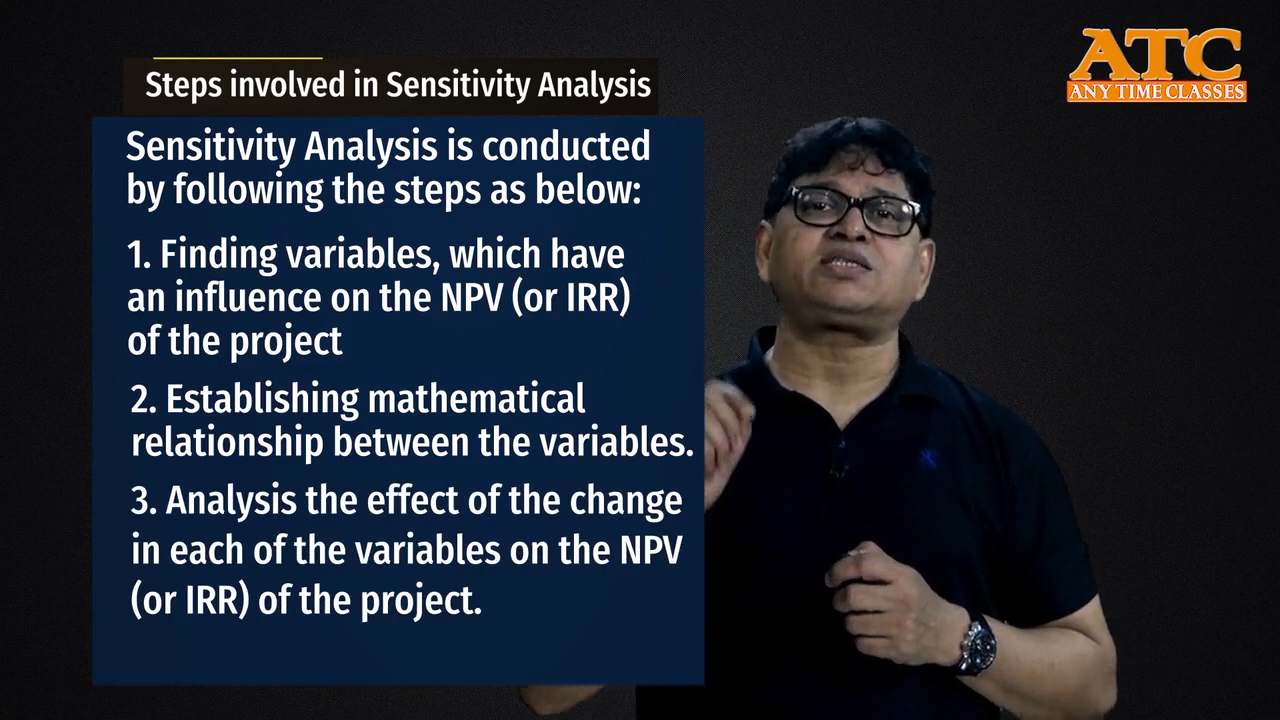 Steps involved in Sensitivity Analysis
Sensitivity Analysis is conducted
by following the steps as below:
1. Finding variables, which have
an influence on the NPV (or IRR)
of the project
2. Establishing mathematical
relationship between the variables.
3. Analysis the effect of the change
in each of the variables on the NPV
(or IRR) of the project.
ATC
ANY TIME CLASSES